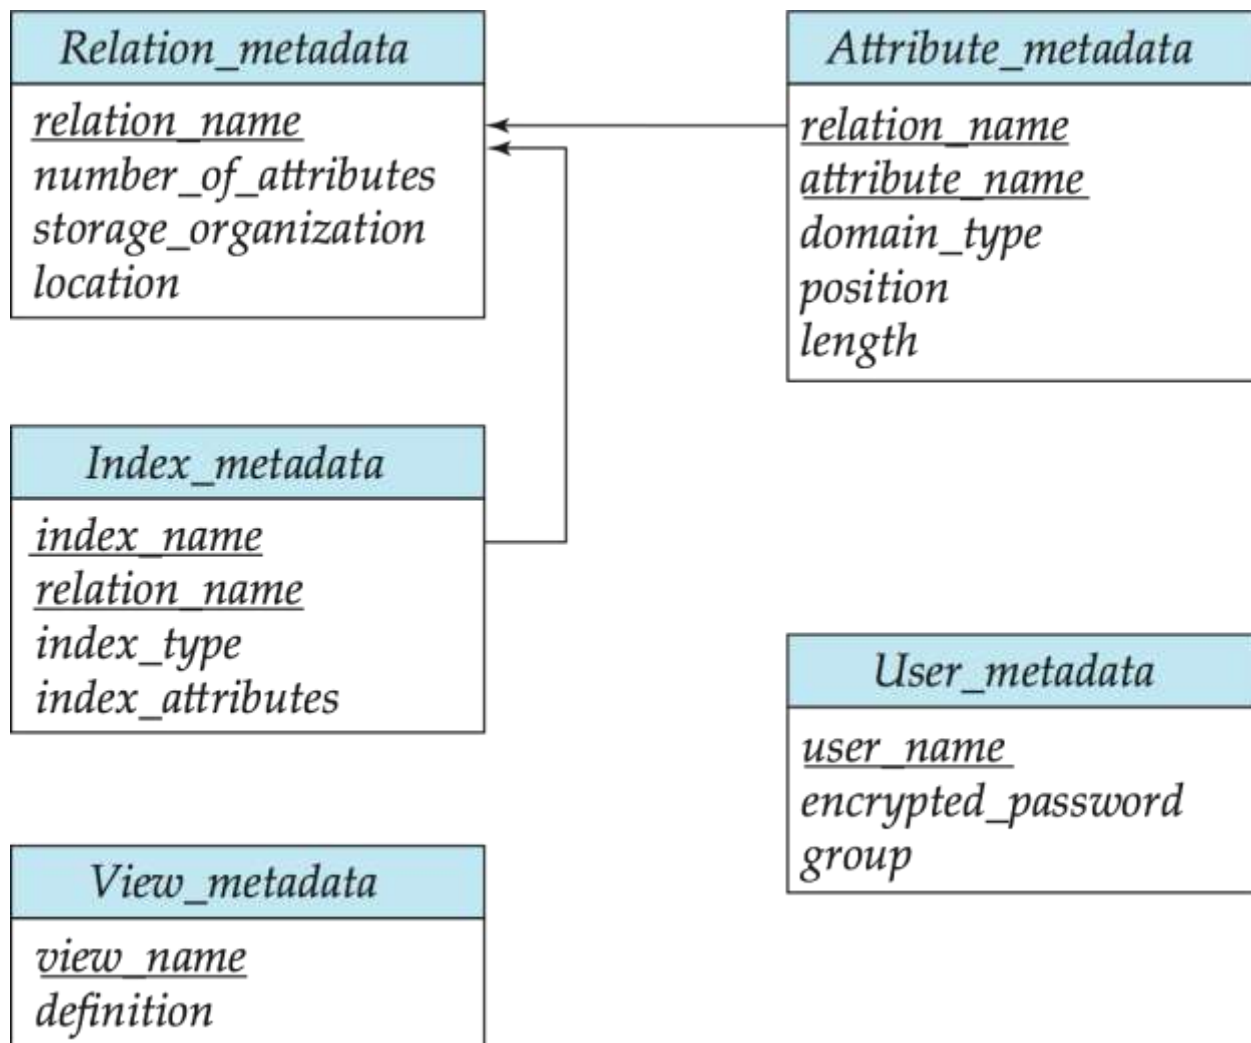 Relation_metadata
relation_name
number_of_attributes
storage_organization
location
Attribute_metadata
relation_name
attribute_name
domain_type
position
length
Index_metadata
index_name
relation_name
index_type
index_attributes
User_metadata
user_name
encrypted_password
group
View_metadata
view_name
definition